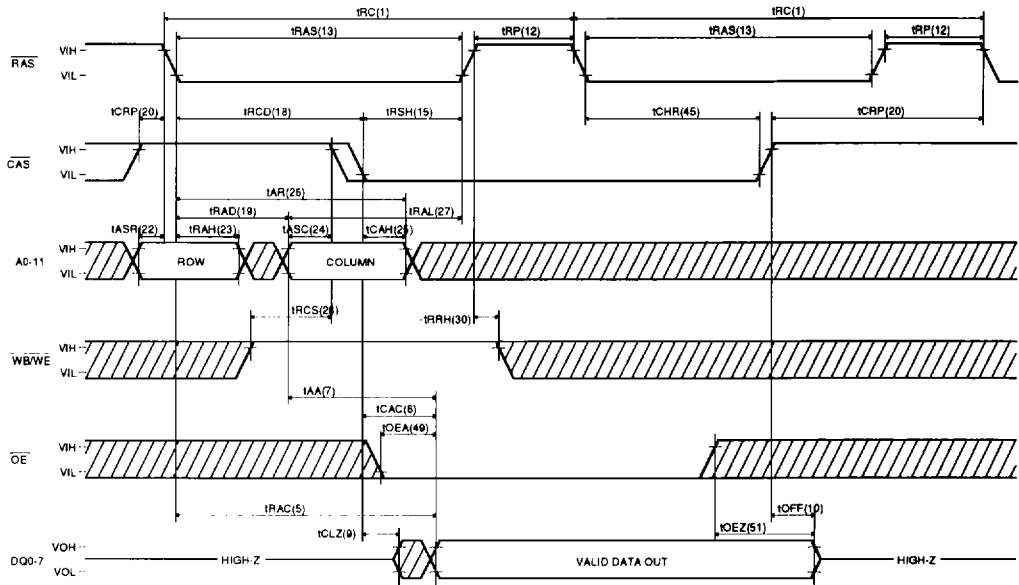 tRC(1) tRC(1)
tRAS(13) tRP(12) tRAS(13) tRP(12)
RAS VIH
VIL
tCRP(20) tRCD(18) tRSH(15) tCHR(45) tCRP(20)
CAS VIH
VIL
tAR(26)
tRAD(19) tRAL(27)
tASR(22) tRAH(23) tASC(24) tCAH(25)
A0-11 VIH
VIL
ROW COLUMN
tRCS(28) tRRH(30)
WB/WE VIH
VIL
tAA(7)
tCAC(6)
tOEA(49)
OE VIH
VIL
tRAC(5) tOFF(10)
tCLZ(9) tOEZ(51)
DQ0-7 VOH
VOL
HIGH-Z VALID DATA OUT HIGH-Z